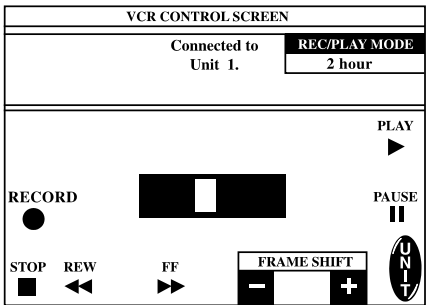 VCR CONTROL SCREEN
Connected to
Unit 1.
REC/PLAY MODE
2 hour
PLAY
RECORD
PAUSE
STOP
REW
FF
FRAME SHIFT
UNIT